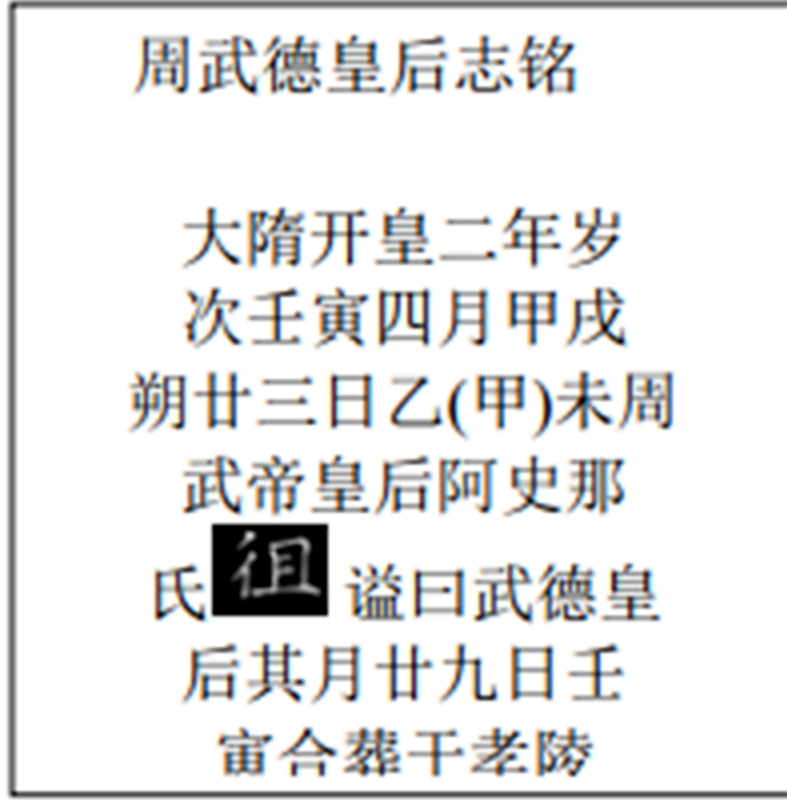 周武德皇后志铭
大隋开皇二年岁
次壬寅四月甲戌
朔廿三日乙(甲)未周
武帝皇后阿史那
氏徂谥曰武德皇
后其月廿九日壬
寅合葬于孝陵